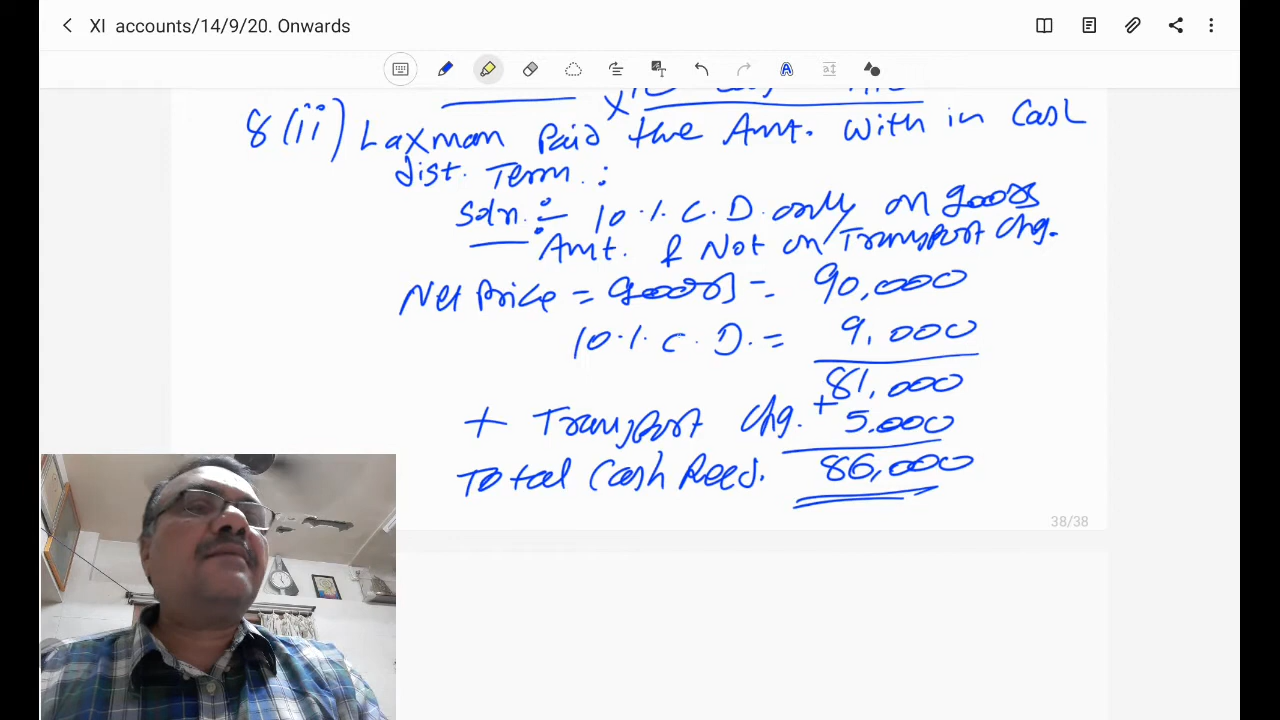 XI accounts/14/9/20. Onwards
8 (ii) Laxman Paid the Amt. With in Cash
dist. Term. :
Soln. :- 10.1. C. D. only on goods
Amt. & Not on Transport Chg.
Net Price = goods = 90,000
10.1. C. D. = 9,000
81,000
+ Transport Chg. + 5,000
Total Cash Recd. 86,000
38/38